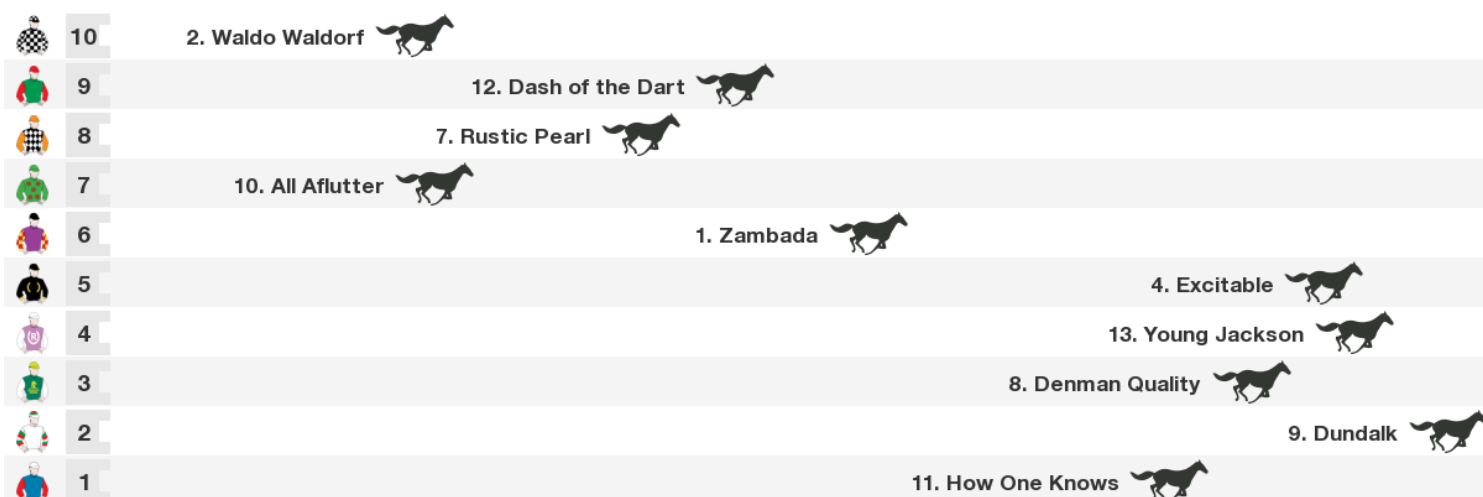 10 2. Waldo Waldorf
9 12. Dash of the Dart
8 7. Rustic Pearl
7 10. All Aflutter
6 1. Zambada
5 4. Excitable
4 13. Young Jackson
3 8. Denman Quality
2 9. Dundalk
1 11. How One Knows